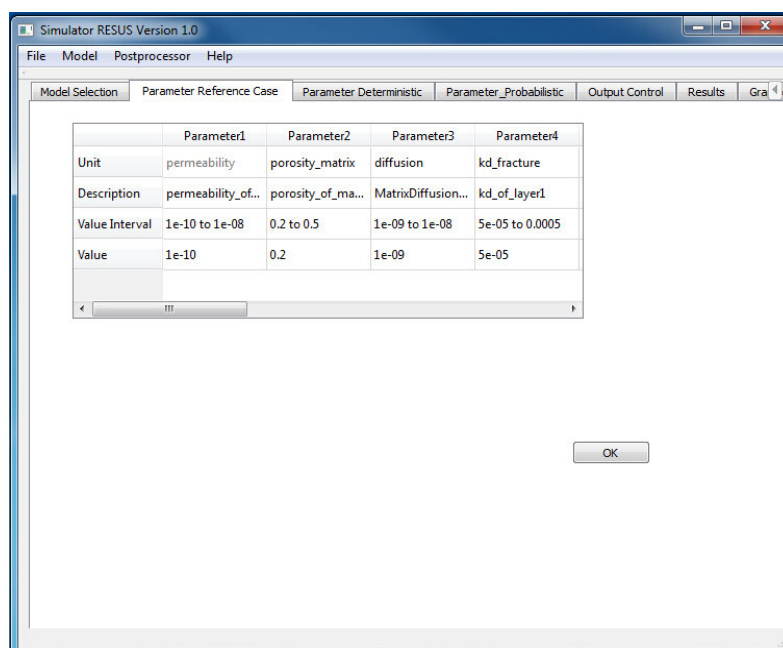 Simulator RESUS Version 1.0
File Model Postprocessor Help
Model Selection Parameter Reference Case Parameter Deterministic Parameter_Probabilistic Output Control Results Gra
Parameter1 Parameter2 Parameter3 Parameter4
Unit permeability porosity_matrix diffusion kd_fracture
Description permeability_of... porosity_of_ma... MatrixDiffusion... kd_of_layer1
Value Interval 1e-10 to 1e-08 0.2 to 0.5 1e-09 to 1e-08 5e-05 to 0.0005
Value 1e-10 0.2 1e-09 5e-05
OK